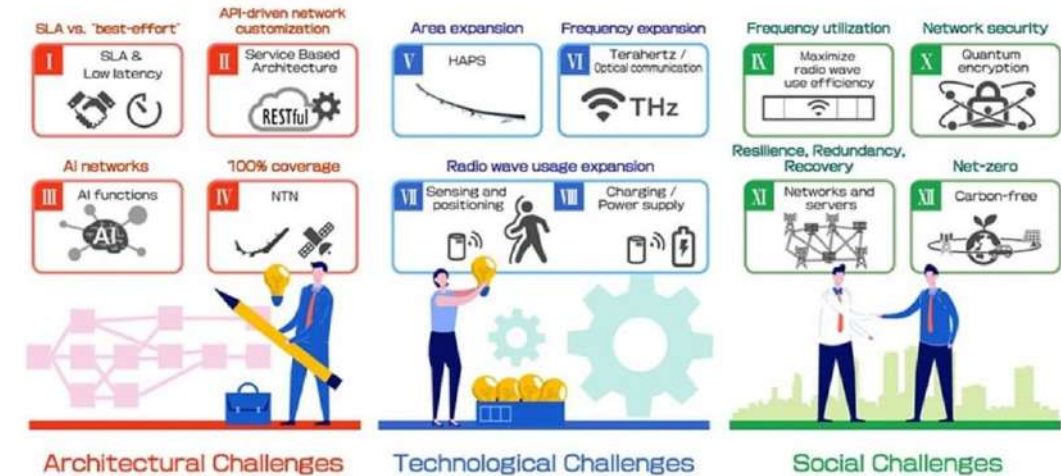 SLA vs. "best-effort"
API-driven network
customization
I
SLA &
Low latency
II
Service Based
Architecture
RESTful
AI networks
100% coverage
III
AI functions
AI
IV
NTN
Architectural Challenges
Area expansion
Frequency expansion
V
HAPS
VI
Terahertz /
Optical communication
THz
Radio wave usage expansion
VII
Sensing and
positioning
VIII
Charging /
Power supply
Technological Challenges
Frequency utilization
Network security
IX
Maximize
radio wave
use efficiency
X
Quantum
encryption
Resilience, Redundancy,
Recovery
Net-zero
XI
Networks and
servers
XII
Carbon-free
Social Challenges